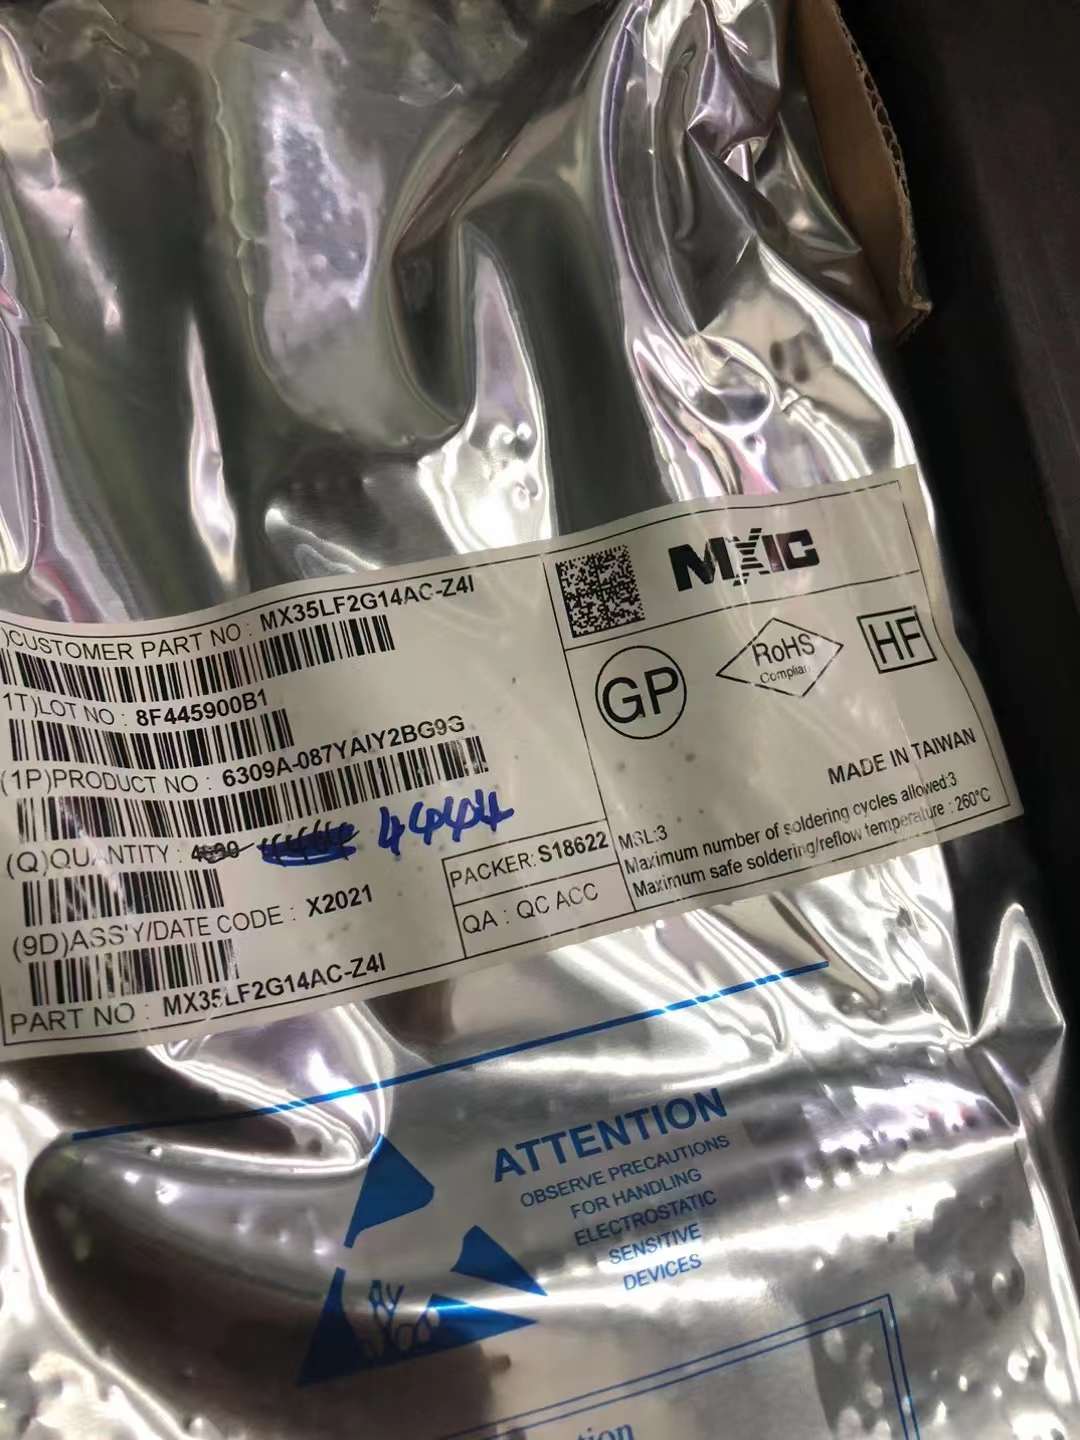 )CUSTOMER PART NO : MX35LF2G14AC-Z4I
1T)LOT NO : 8F445900B1
(1P)PRODUCT NO : 6309A-087YAIY2BG9G
(Q)QUANTITY : 4444
(9D)ASS'Y/DATE CODE : X2021
PART NO : MX35LF2G14AC-Z4I
PACKER: S18622
QA : QC ACC
MXIC
GP
RoHS
Complian
HF
MADE IN TAIWAN
MSL:3
Maximum number of soldering cycles allowed:3
Maximum safe soldering/reflow temperature : 260°C
ATTENTION
OBSERVE PRECAUTIONS
FOR HANDLING
ELECTROSTATIC
SENSITIVE
DEVICES